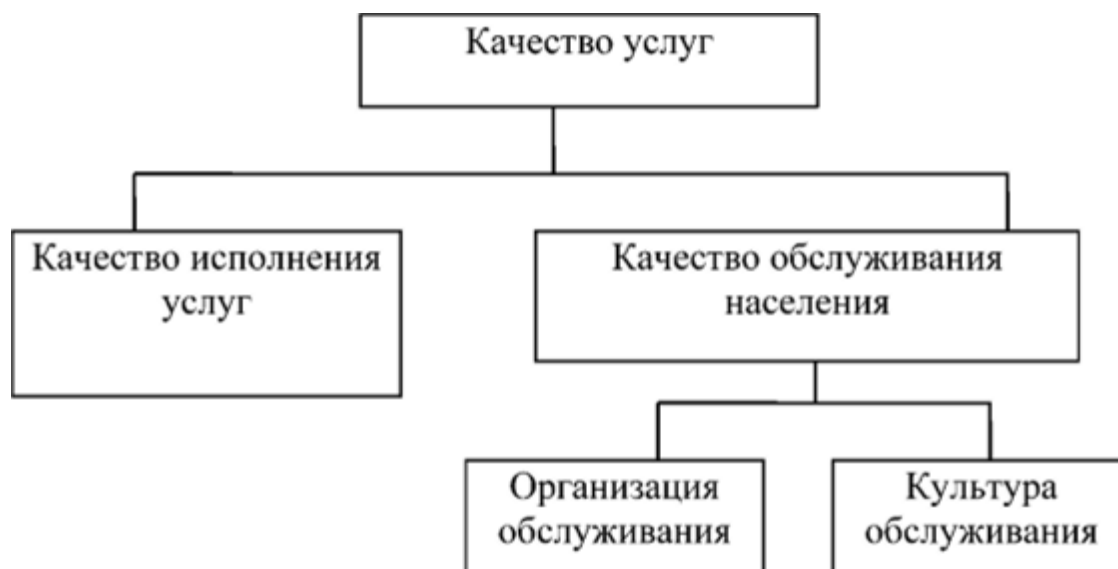 Качество услуг
Качество исполнения
услуг
Качество обслуживания
населения
Организация
обслуживания
Культура
обслуживания